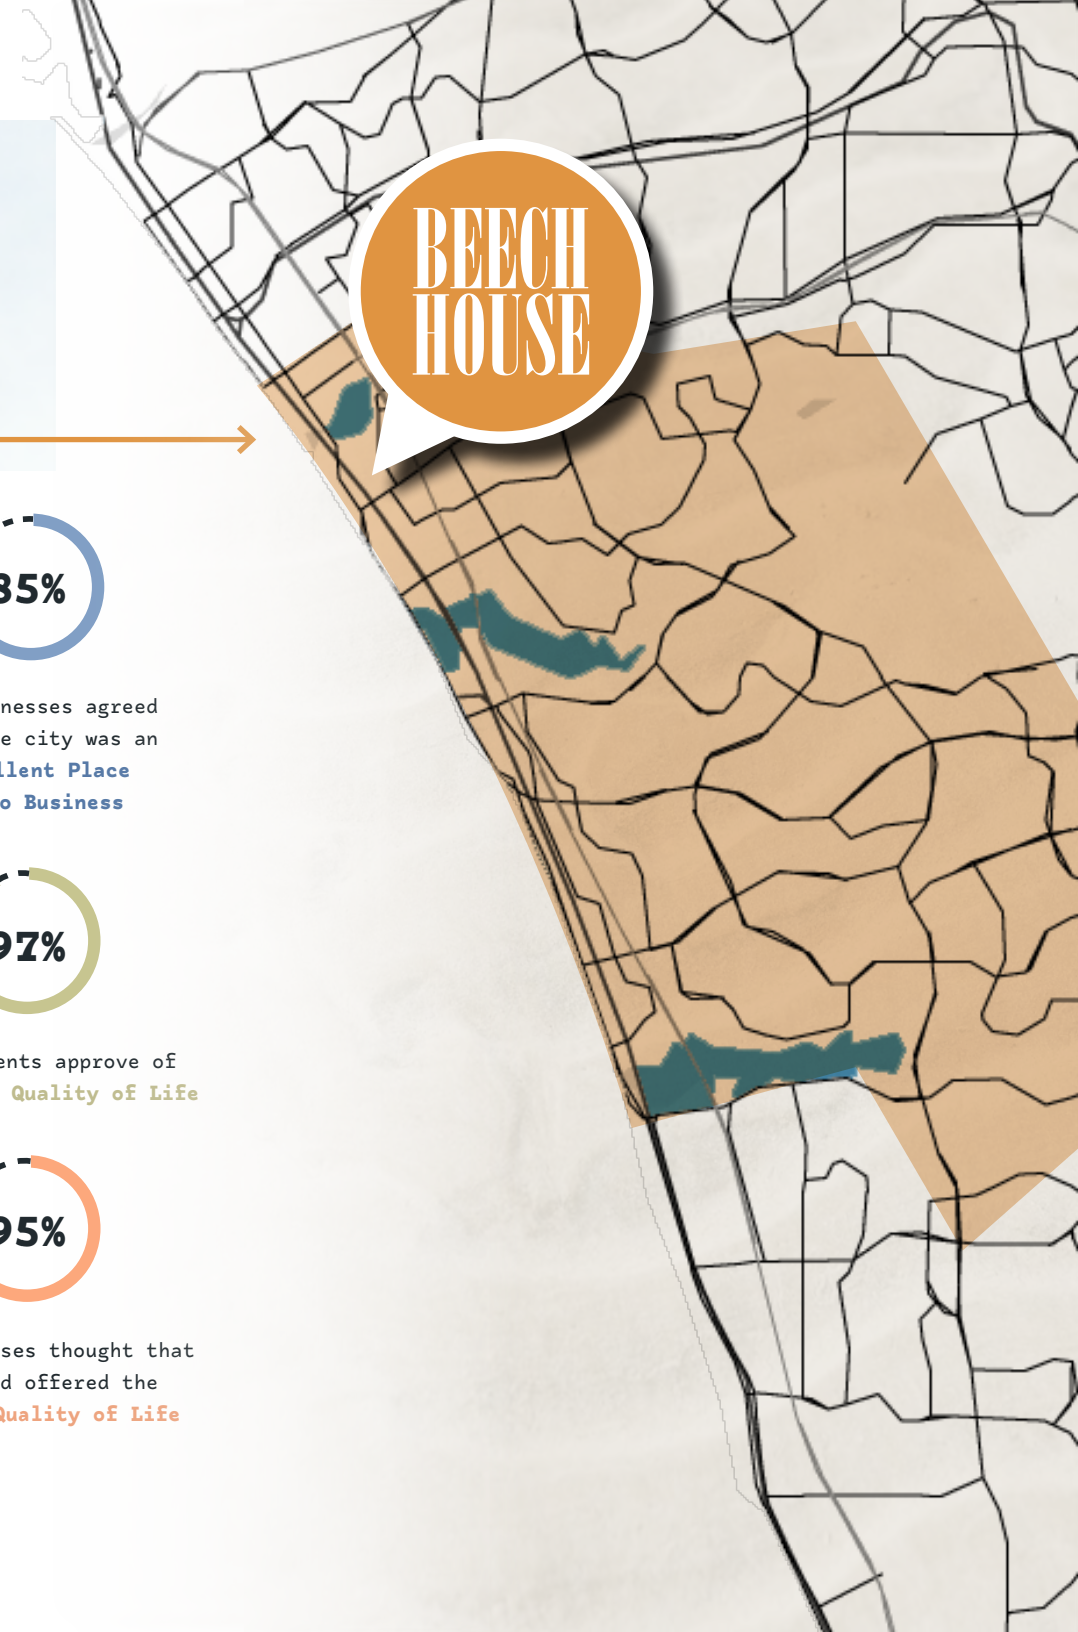 BEECH
HOUSE
85%
nesses agreed
e city was an
llent Place
o Business
97%
ents approve of
Quality of Life
95%
ses thought that
d offered the
Quality of Life